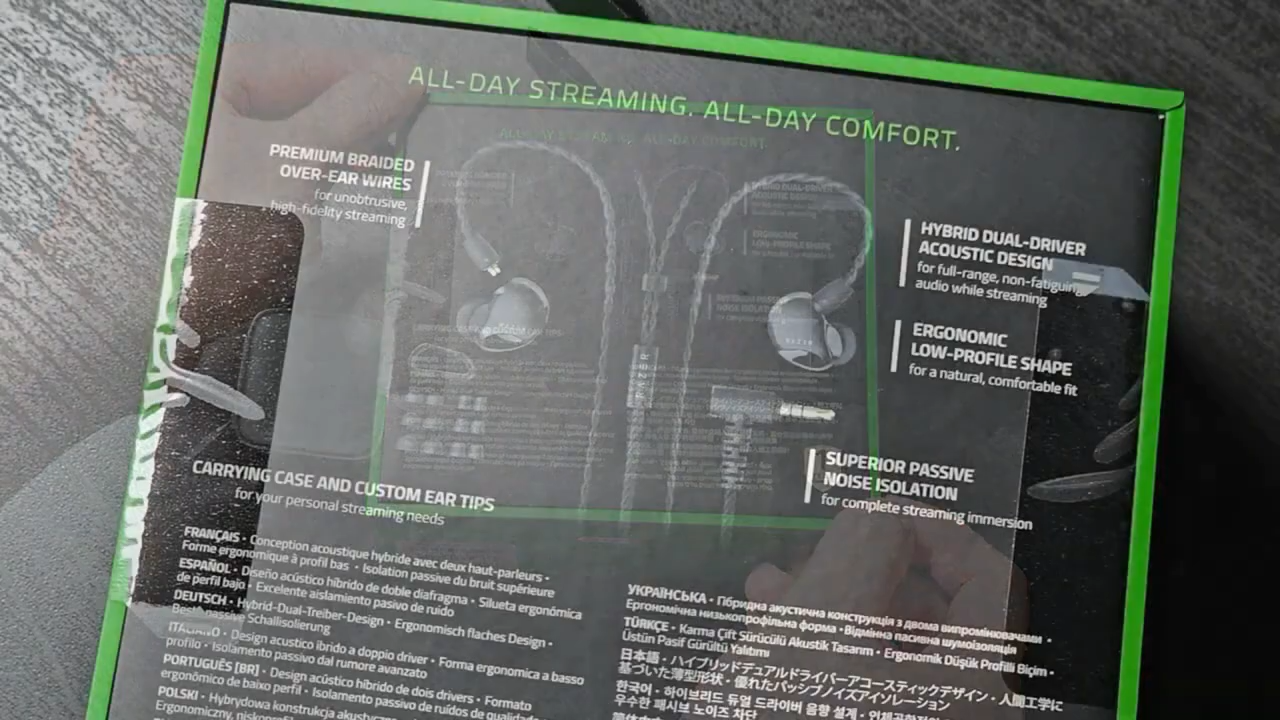 ALL-DAY STREAMING. ALL-DAY COMFORT.
PREMIUM BRAIDED
OVER-EAR WIRES
for unobtrusive,
high-fidelity streaming
HYBRID DUAL-DRIVER
ACOUSTIC DESIGN
for full-range, non-fatiguing
audio while streaming
ERGONOMIC
LOW-PROFILE SHAPE
for a natural, comfortable fit
RAZER
SUPERIOR PASSIVE
NOISE ISOLATION
for complete streaming immersion
CARRYING CASE AND CUSTOM EAR TIPS
for your personal streaming needs
FRANÇAIS • Conception acoustique hybride avec deux haut-parleurs •
Forme ergonomique à profil bas • Isolation passive du bruit supérieure
ESPAÑOL • Diseño acústico híbrido de doble diafragma • Silueta ergonómica
de perfil bajo • Excelente aislamiento pasivo de ruido
DEUTSCH • Hybrid-Dual-Treiber-Design • Ergonomisch flaches Design •
Beste passive Schallisolierung
ITALIANO • Design acustico ibrido a doppio driver • Forma ergonomica a basso
profilo • Isolamento passivo dal rumore avanzato
PORTUGUÊS [BR] • Design acústico híbrido de dois drivers • Formato
ergonômico de baixo perfil • Isolamento passivo de ruídos de qualidade
POLSKI • Hybrydowa konstrukcja
Ergonomiczny,
УКРАЇНСЬКА • Гібридна акустична конструкція з двома випромінювачами •
Ергономічна низькопрофільна форма • Відмінна пасивна шумоізоляція
TÜRKÇE • Karma Çift Sürücülü Akustik Tasarım • Ergonomik Düşük Profilli Biçim •
Üstün Pasif Gürültü Yalıtımı
日本語 • ハイブリッドデュアルドライバーアコースティックデザイン • 人間工学に
基づいた薄型形状 • 優れたパッシブノイズアイソレーション
한국어 • 하이브리드 듀얼 드라이버 음향 설계 •
우수한 패시브 노이즈 차단